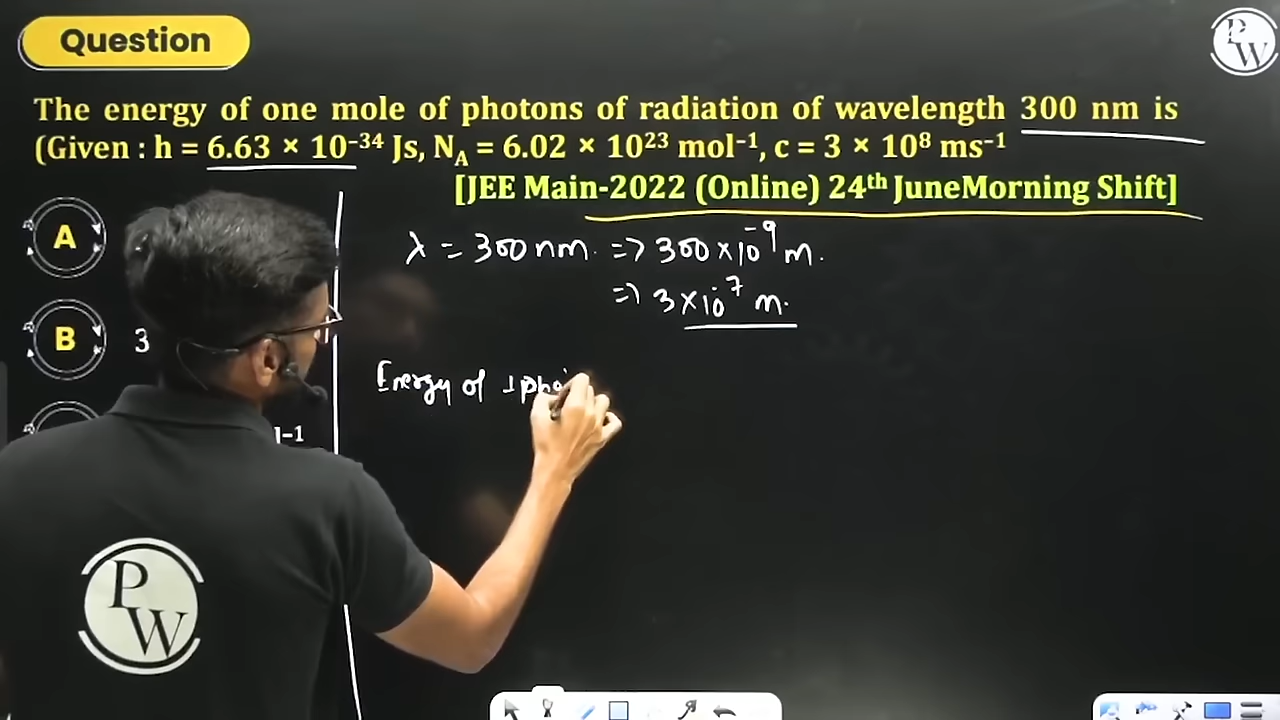 Question
PW
The energy of one mole of photons of radiation of wavelength 300 nm is
(Given : h = 6.63 × 10⁻³⁴ Js, N_A = 6.02 × 10²³ mol⁻¹, c = 3 × 10⁸ ms⁻¹
[JEE Main-2022 (Online) 24ᵗʰ JuneMorning Shift]
A
λ = 300 nm. => 300×10⁻⁹ m.
=> 3×10⁻⁷ m.
B 3
Energy of 1
l⁻¹
PW